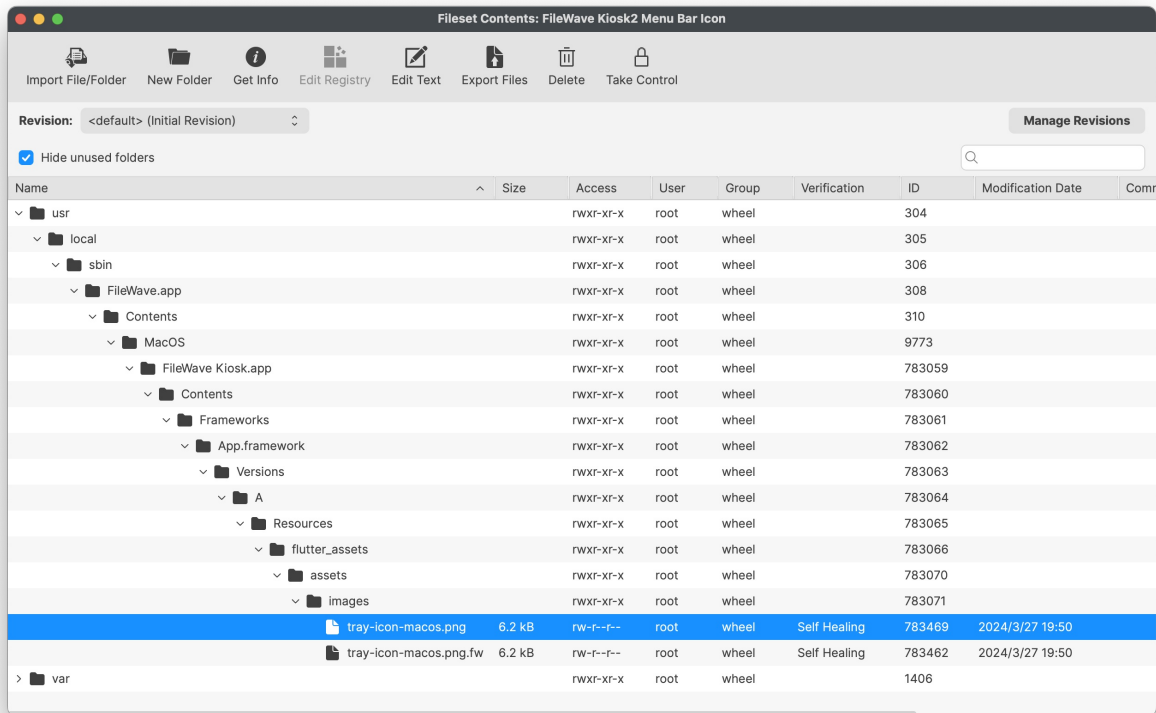 Fileset Contents: FileWave Kiosk2 Menu Bar Icon
Import File/Folder New Folder Get Info Edit Registry Edit Text Export Files Delete Take Control
Revision: <default> (Initial Revision) Manage Revisions
Hide unused folders
Name Size Access User Group Verification ID Modification Date Comm
usr rwxr-xr-x root wheel 304
local rwxr-xr-x root wheel 305
sbin rwxr-xr-x root wheel 306
FileWave.app rwxr-xr-x root wheel 308
Contents rwxr-xr-x root wheel 310
MacOS rwxr-xr-x root wheel 9773
FileWave Kiosk.app rwxr-xr-x root wheel 783059
Contents rwxr-xr-x root wheel 783060
Frameworks rwxr-xr-x root wheel 783061
App.framework rwxr-xr-x root wheel 783062
Versions rwxr-xr-x root wheel 783063
A rwxr-xr-x root wheel 783064
Resources rwxr-xr-x root wheel 783065
flutter_assets rwxr-xr-x root wheel 783066
assets rwxr-xr-x root wheel 783070
images rwxr-xr-x root wheel 783071
tray-icon-macos.png 6.2 kB rw-r--r-- root wheel Self Healing 783469 2024/3/27 19:50
tray-icon-macos.png.fw 6.2 kB rw-r--r-- root wheel Self Healing 783462 2024/3/27 19:50
var rwxr-xr-x root wheel 1406